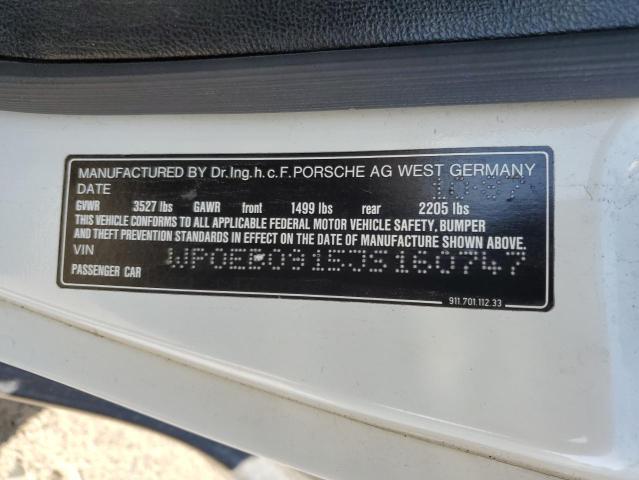 MANUFACTURED BY Dr.Ing.h.c.F.PORSCHE AG WEST GERMANY
DATE 10.87
GVWR 3527 lbs GAWR front 1499 lbs rear 2205 lbs
THIS VEHICLE CONFORMS TO ALL APPLICABLE FEDERAL MOTOR VEHICLE SAFETY, BUMPER
AND THEFT PREVENTION STANDARDS IN EFFECT ON THE DATE OF MANUFACTURE SHOWN ABOVE.
VIN WP0EB0915JS160747
PASSENGER CAR
911.701.112.33